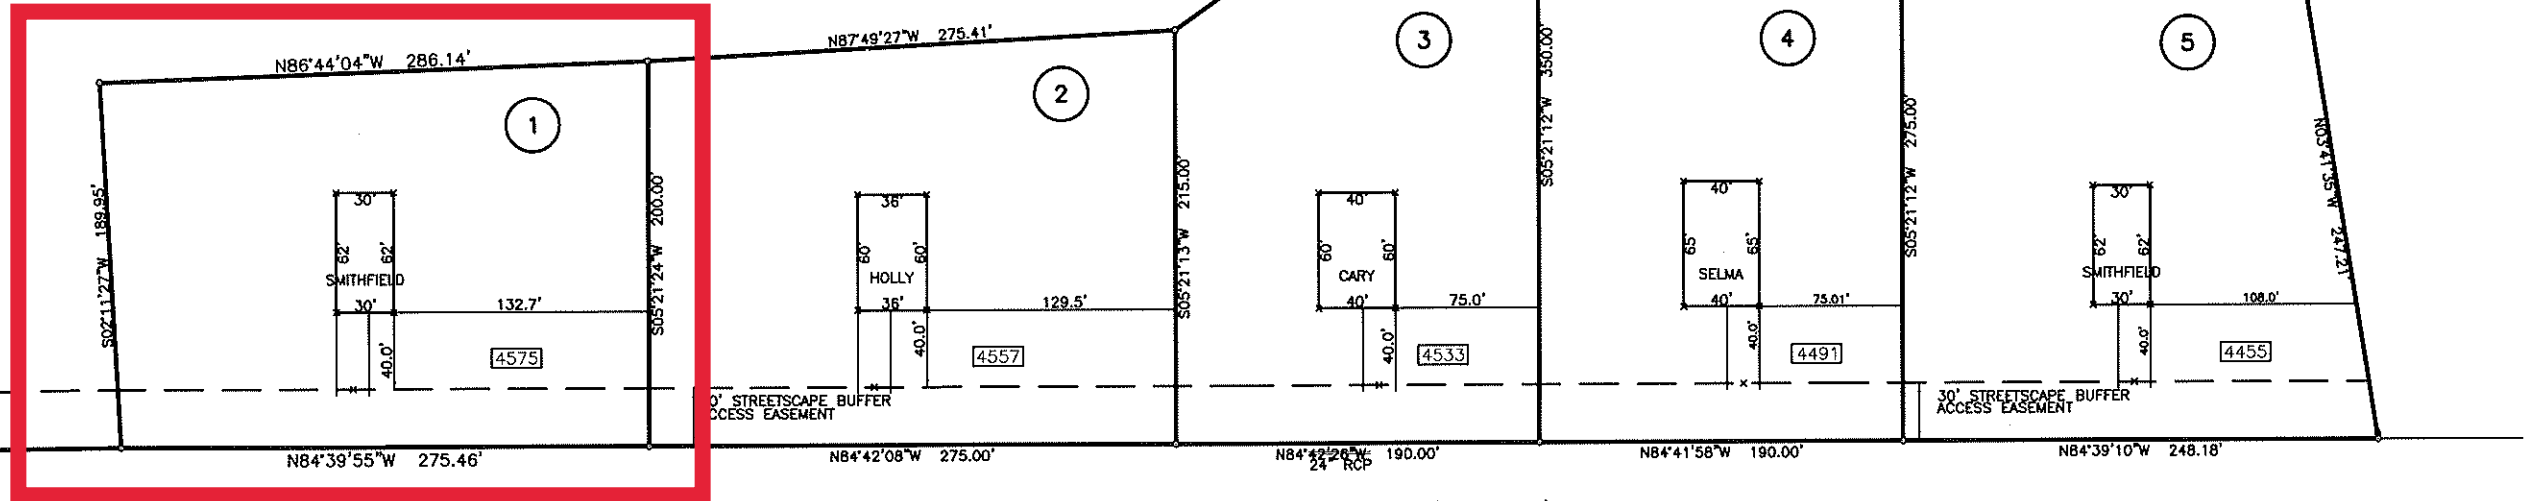 N86°44'04"W 286.14'
1
S02°11'27"W 189.95'
30'
62'
62'
SMITHFIELD
30'
132.7'
40.0'
4575
S05°21'24"W 200.00'
N84°39'55"W 275.46'
N87°49'27"W 275.41'
2
36'
60'
60'
HOLLY
36'
129.5'
40.0'
4557
S05°21'13"W 215.00'
0' STREETSCAPE BUFFER
CCESS EASEMENT
N84°42'08"W 275.00'
3
40'
60'
60'
CARY
40'
75.0'
40.0'
4533
S05°21'12"W 350.00'
190.00'
24" RCP
4
40'
65'
65'
SELMA
40'
75.01'
40.0'
4491
S05°21'12"W 275.00'
N84°41'58"W 190.00'
5
30'
62'
62'
SMITHFIELD
30'
108.0'
40.0'
4455
N03°41'35"W 247.21'
30' STREETSCAPE BUFFER
ACCESS EASEMENT
N84°39'10"W 248.18'